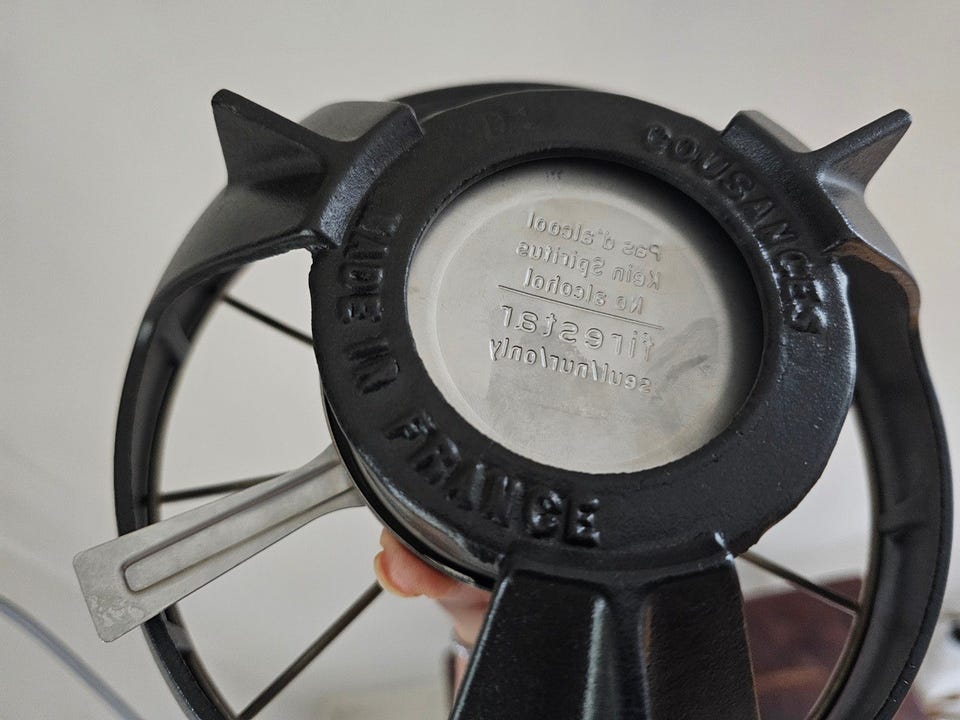 COUSANCES
MADE IN FRANCE
Pas d'alcool
Kein Spiritus
No alcohol
firestar
seul/nur/only